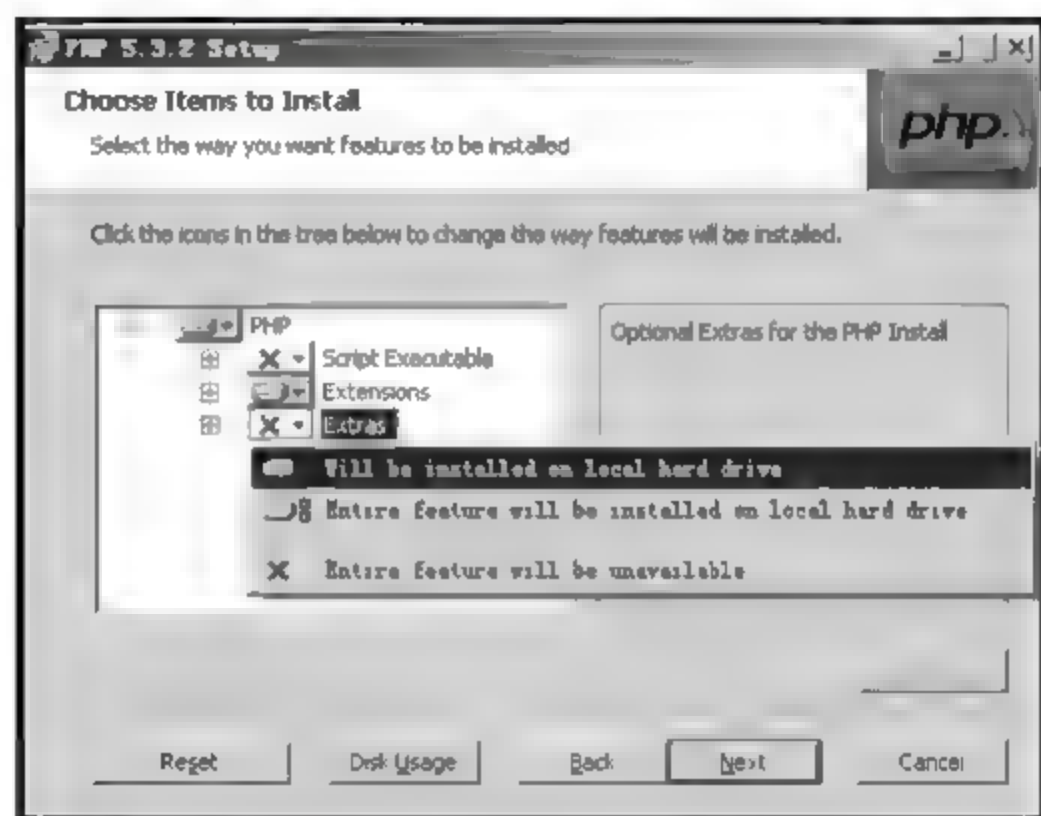 PHP 5.3.2 Setup
Choose Items to Install
Select the way you want features to be installed
php.
Click the icons in the tree below to change the way features will be installed.
PHP
Script Executable
Extensions
Extras
Optional Extras for the PHP Install
Will be installed on local hard drive
Entire feature will be installed on local hard drive
Entire feature will be unavailable
Reset
Disk Usage
Back
Next
Cancel